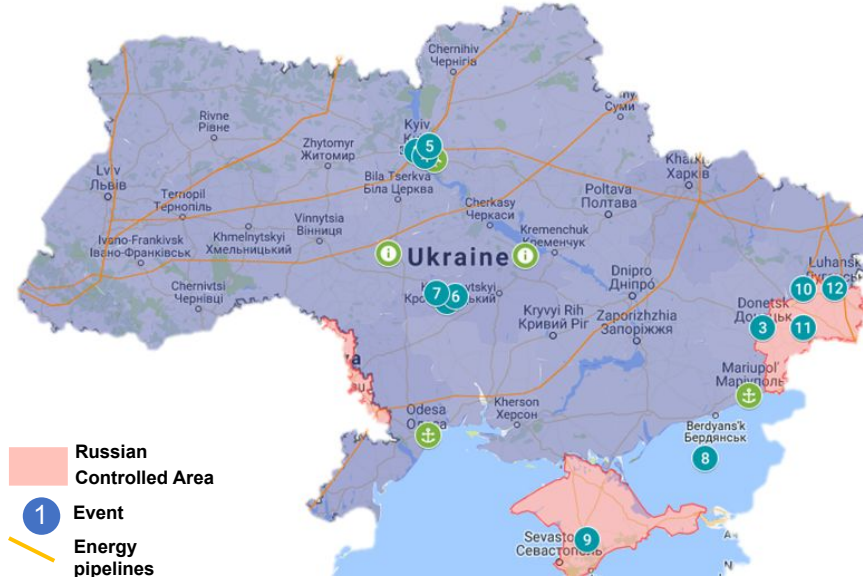 Chernihiv
Чернігів
Суми
Rivne
Рівне
Kyiv
5
Zhytomyr
Житомир
Kharki
Харків
Lviv
Львів
Bila Tserkva
Біла Церква
Ternopil
Тернопіль
Poltava
Полтава
Cherkasy
Черкаси
Vinnytsia
Вінниця
Khmelnytskyi
Хмельницький
Kremenchuk
Кременчук
Ivano-Frankivsk
Івано-Франківськ
Ukraine
Luhansk
Dnipro
Дніпро
Chernivtsi
Чернівці
10
12
7
6
Donetsk
Донецьк
Kryvyi Rih
Кривий Ріг
Zaporizhzhia
Запоріжжя
3
11
Mariupol'
Маріуполь
Odesa
Одеса
Kherson
Херсон
Berdyans'k
Бердянськ
8
Russian
Controlled Area
1 Event
Energy
pipelines
9
Севастополь